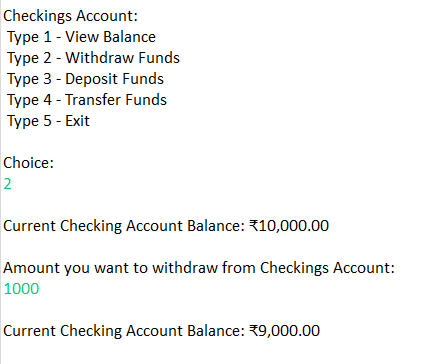 Checkings Account:
Type 1 - View Balance
Type 2 - Withdraw Funds
Type 3 - Deposit Funds
Type 4 - Transfer Funds
Type 5 - Exit
Choice:
2
Current Checking Account Balance: ₹10,000.00
Amount you want to withdraw from Checkings Account:
1000
Current Checking Account Balance: ₹9,000.00